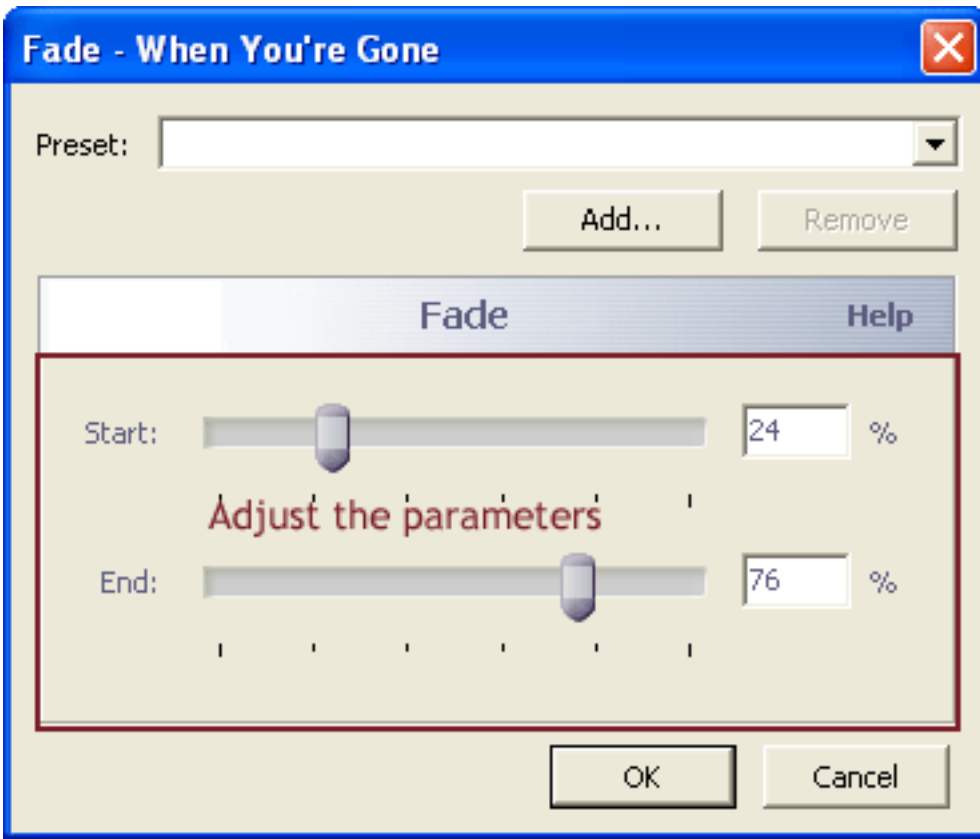 Fade - When You're Gone
Preset:
Add... Remove
Fade Help
Start: 24 %
Adjust the parameters
End: 76 %
OK Cancel